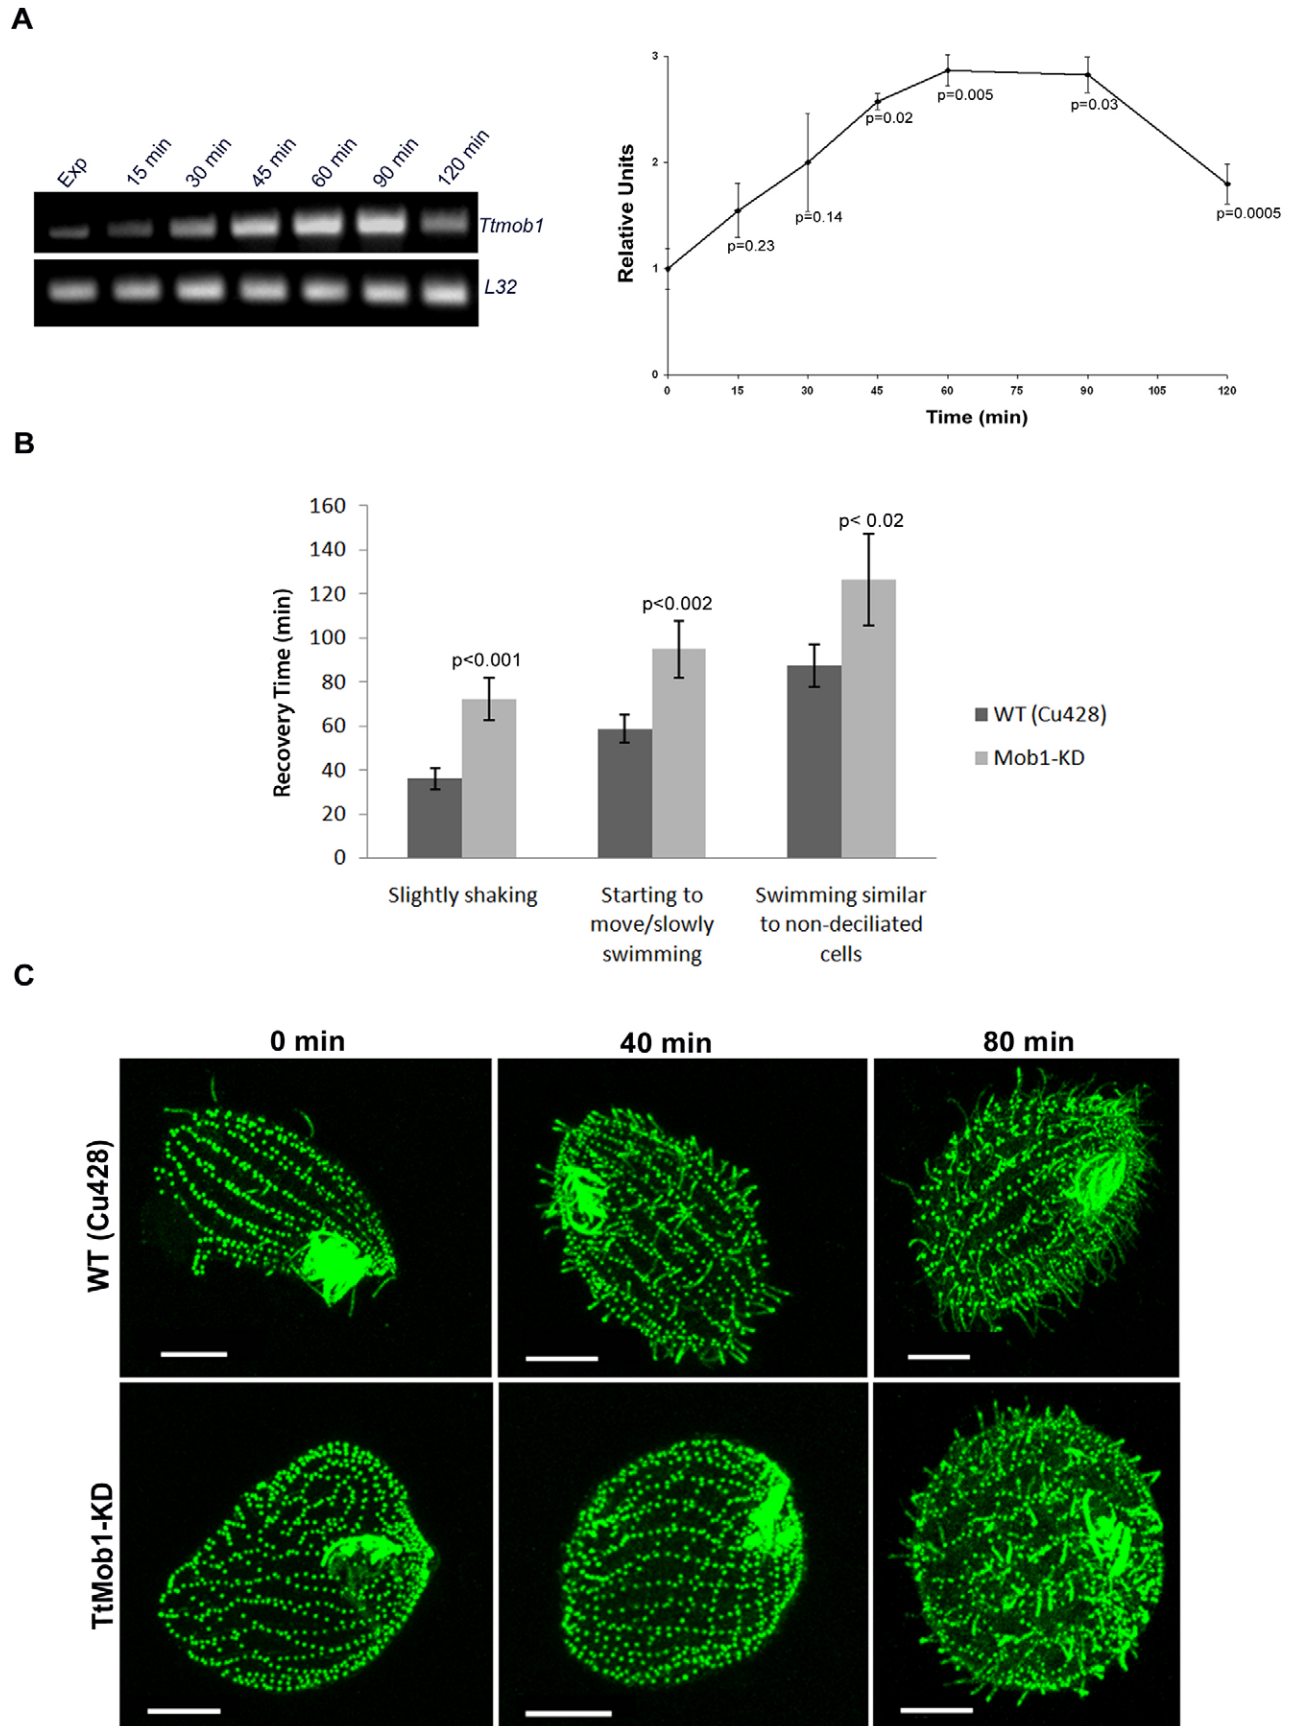 A
Exp
15 min
30 min
45 min
60 min
90 min
120 min
Ttmob1
L32
Relative Units
3
2
1
0
p=0.23
p=0.14
p=0.02
p=0.005
p=0.03
p=0.0005
0
15
30
45
60
75
90
105
120
Time (min)
B
Recovery Time (min)
160
140
120
100
80
60
40
20
0
p<0.001
p<0.002
p< 0.02
WT (Cu428)
Mob1-KD
Slightly shaking
Starting to
move/slowly
swimming
Swimming similar
to non-deciliated
cells
C
0 min
40 min
80 min
WT (Cu428)
TtMob1-KD